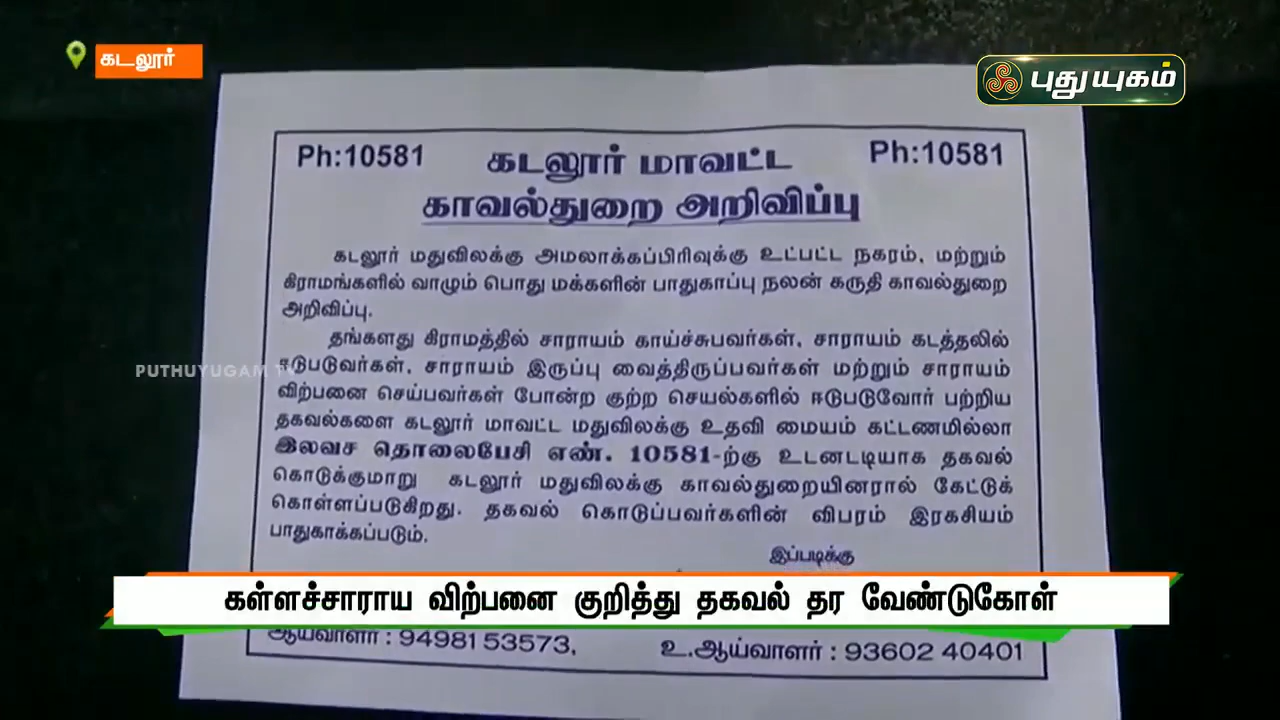 கடலூர்
புதுயுகம்
Ph:10581 கடலூர் மாவட்ட Ph:10581
காவல்துறை அறிவிப்பு
கடலூர் மதுவிலக்கு அமலாக்கப்பிரிவுக்கு உட்பட்ட நகரம், மற்றும்
கிராமங்களில் வாழும் பொது மக்களின் பாதுகாப்பு நலன் கருதி காவல்துறை
அறிவிப்பு.
தங்களது கிராமத்தில் சாராயம் காய்ச்சுபவர்கள், சாராயம் கடத்தலில்
ஈடுபடுவர்கள், சாராயம் இருப்பு வைத்திருப்பவர்கள் மற்றும் சாராயம்
விற்பனை செய்பவர்கள் போன்ற குற்ற செயல்களில் ஈடுபடுவோர் பற்றிய
தகவல்களை கடலூர் மாவட்ட மதுவிலக்கு உதவி மையம் கட்டணமில்லா
இலவச தொலைபேசி எண். 10581-ற்கு உடனடடியாக தகவல்
கொடுக்குமாறு கடலூர் மதுவிலக்கு காவல்துறையினரால் கேட்டுக்
கொள்ளப்படுகிறது. தகவல் கொடுப்பவர்களின் விபரம் இரகசியம்
பாதுகாக்கப்படும்.
இப்படிக்கு
PUTHUYUGAM TV
கள்ளச்சாராய விற்பனை குறித்து தகவல் தர வேண்டுகோள்
ஆய்வாளர் : 94981 53573, உ.ஆய்வாளர் : 93602 40401